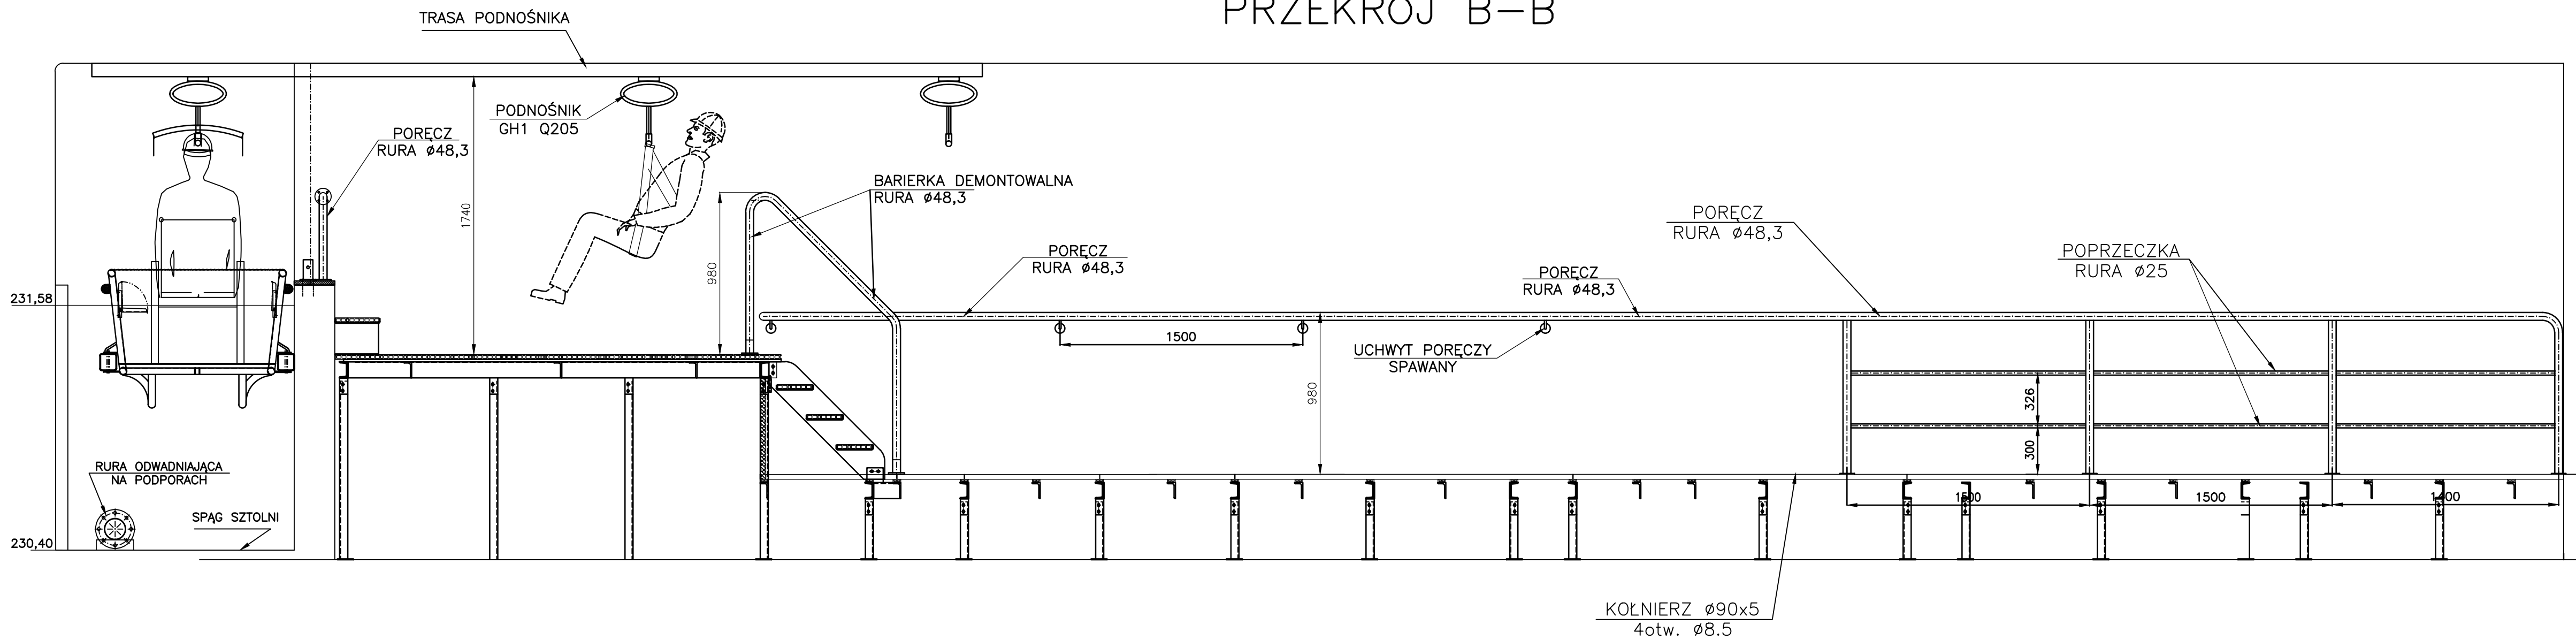 PRZEKRÓJ B-B
TRASA PODNOŚNIKA
PODNOŚNIK
GH1 Q205
PORĘCZ
RURA Ø48,3
1740
BARIERKA DEMONTOWALNA
RURA Ø48,3
980
PORĘCZ
RURA Ø48,3
PORĘCZ
RURA Ø48,3
PORĘCZ
RURA Ø48,3
POPRZECZKA
RURA Ø25
231,58
1500
UCHWYT PORĘCZY
SPAWANY
980
326
300
RURA ODWADNIAJĄCA
NA PODPORACH
SPĄG SZTOLNI
230,40
1500
1500
1400
KOŁNIERZ Ø90x5
4otw. Ø8.5